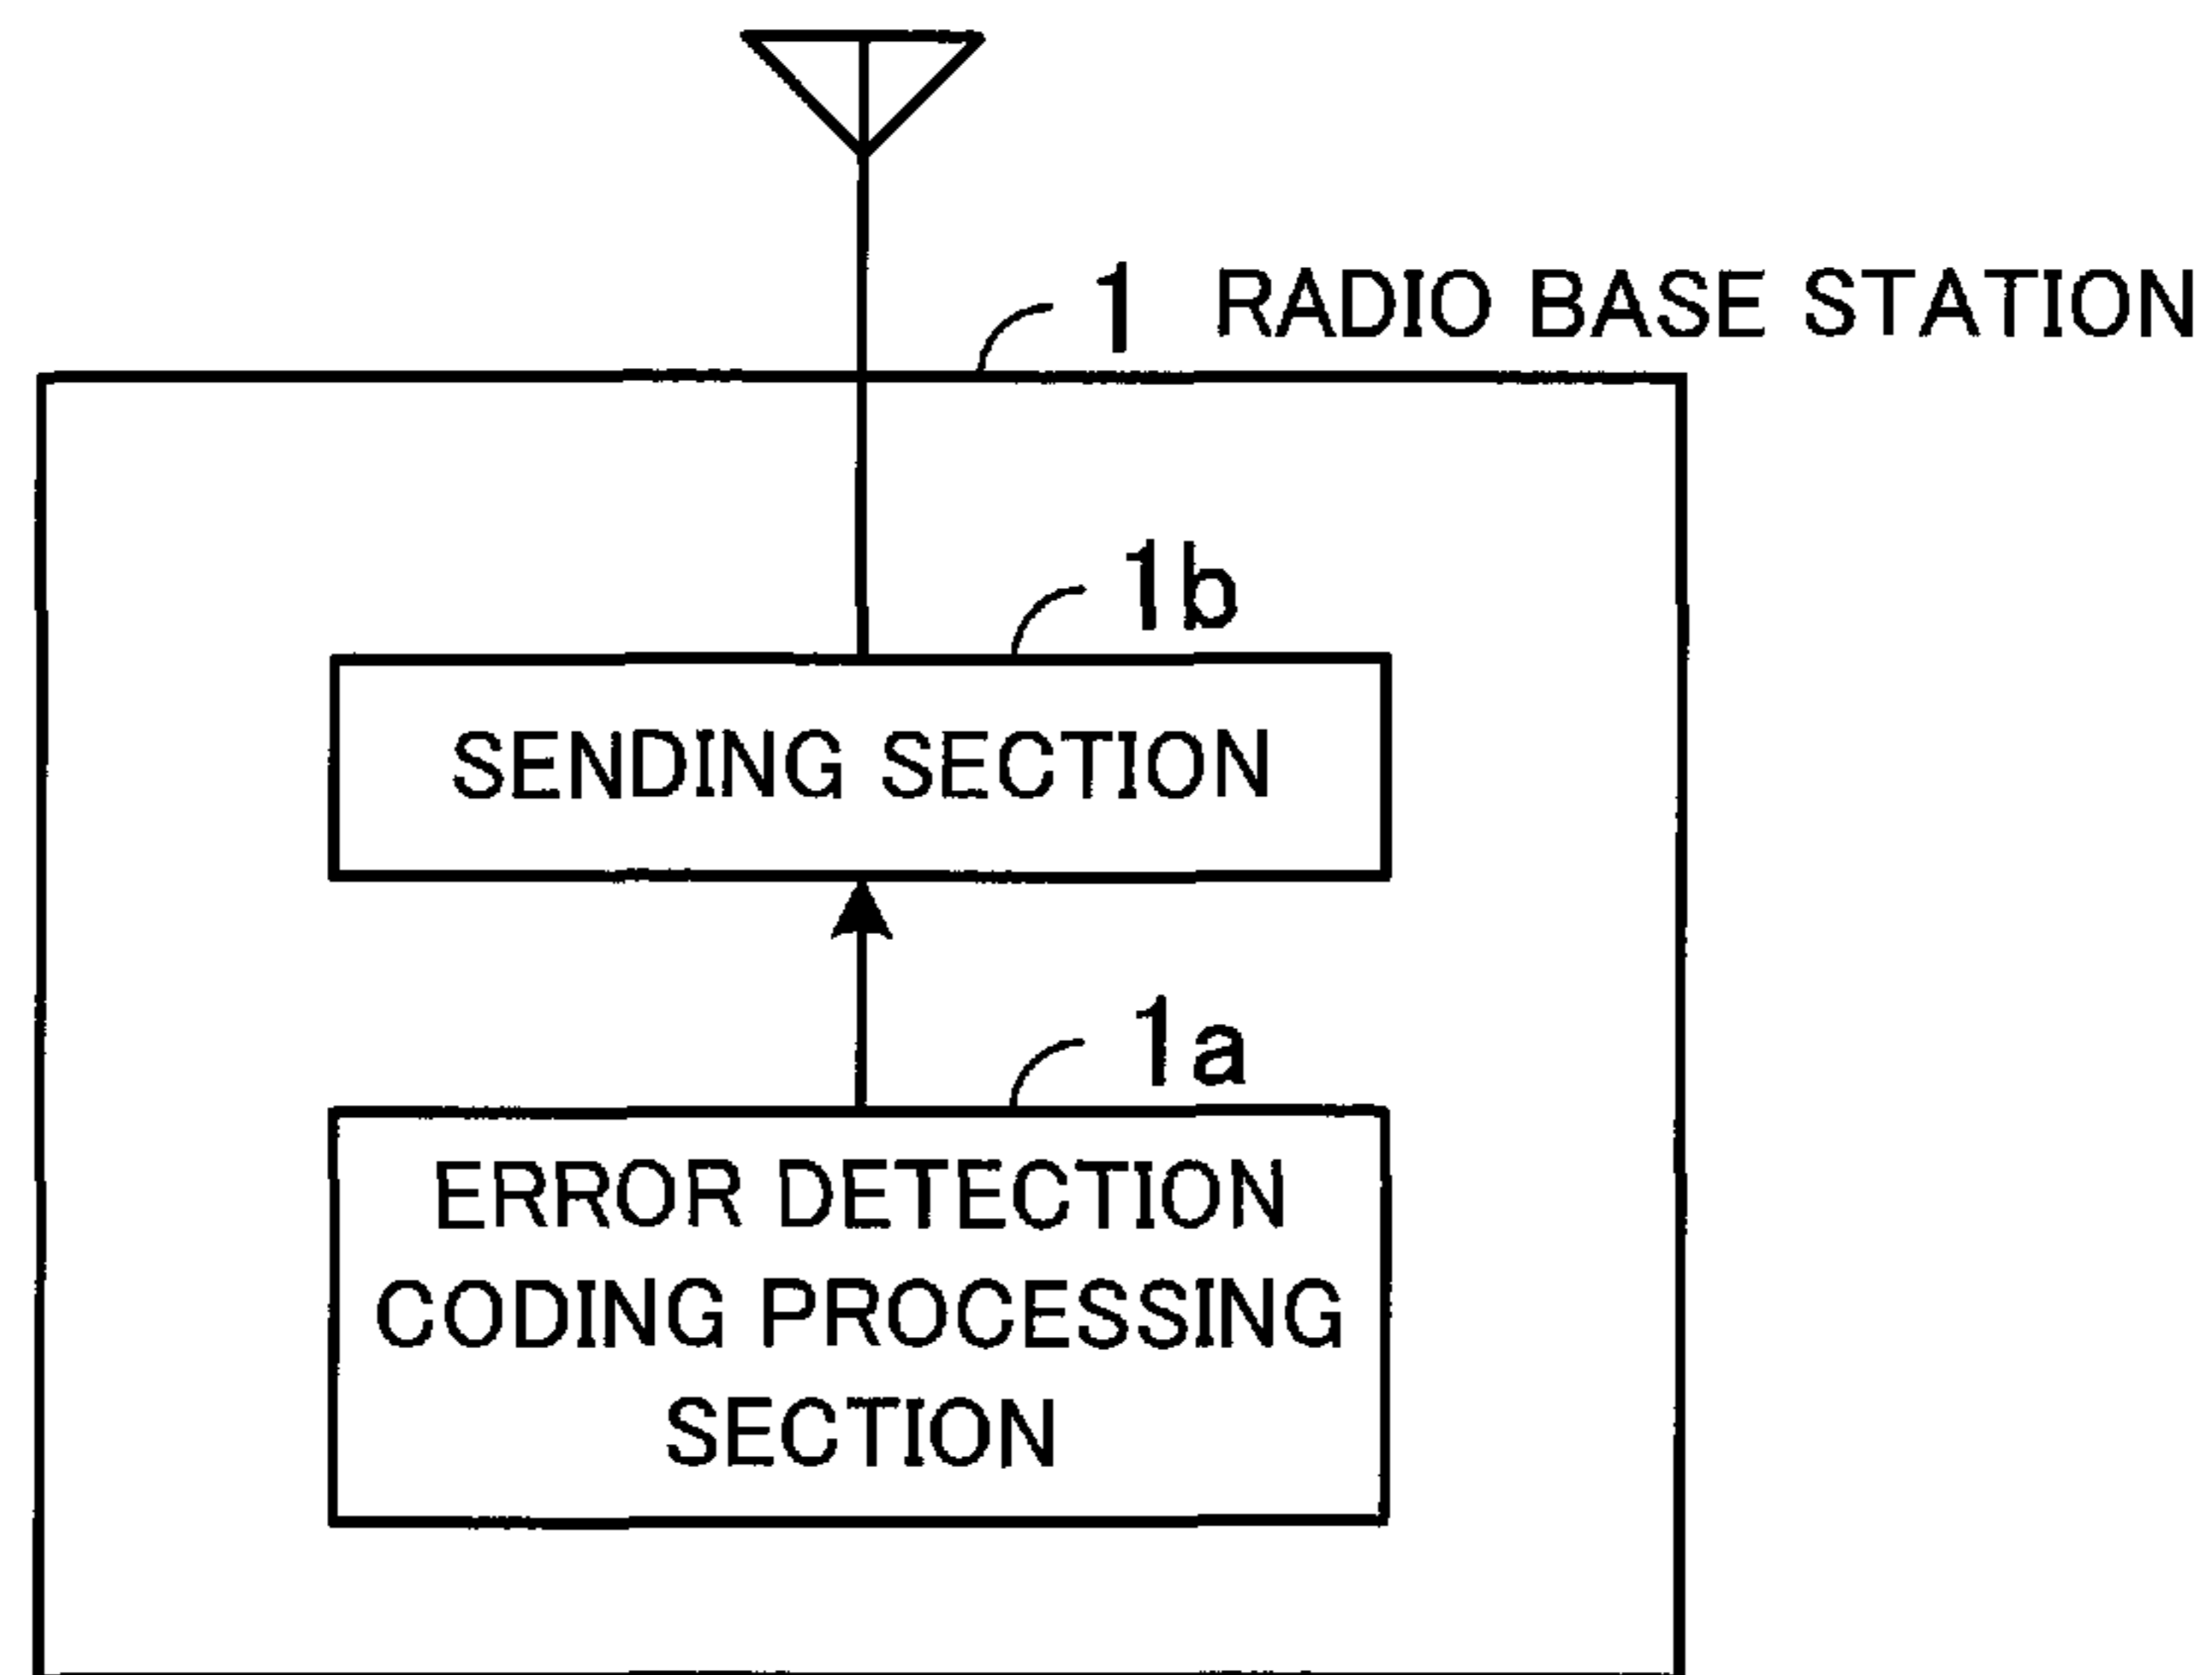 1 RADIO BASE STATION
1b
SENDING SECTION
1a
ERROR DETECTION
CODING PROCESSING
SECTION